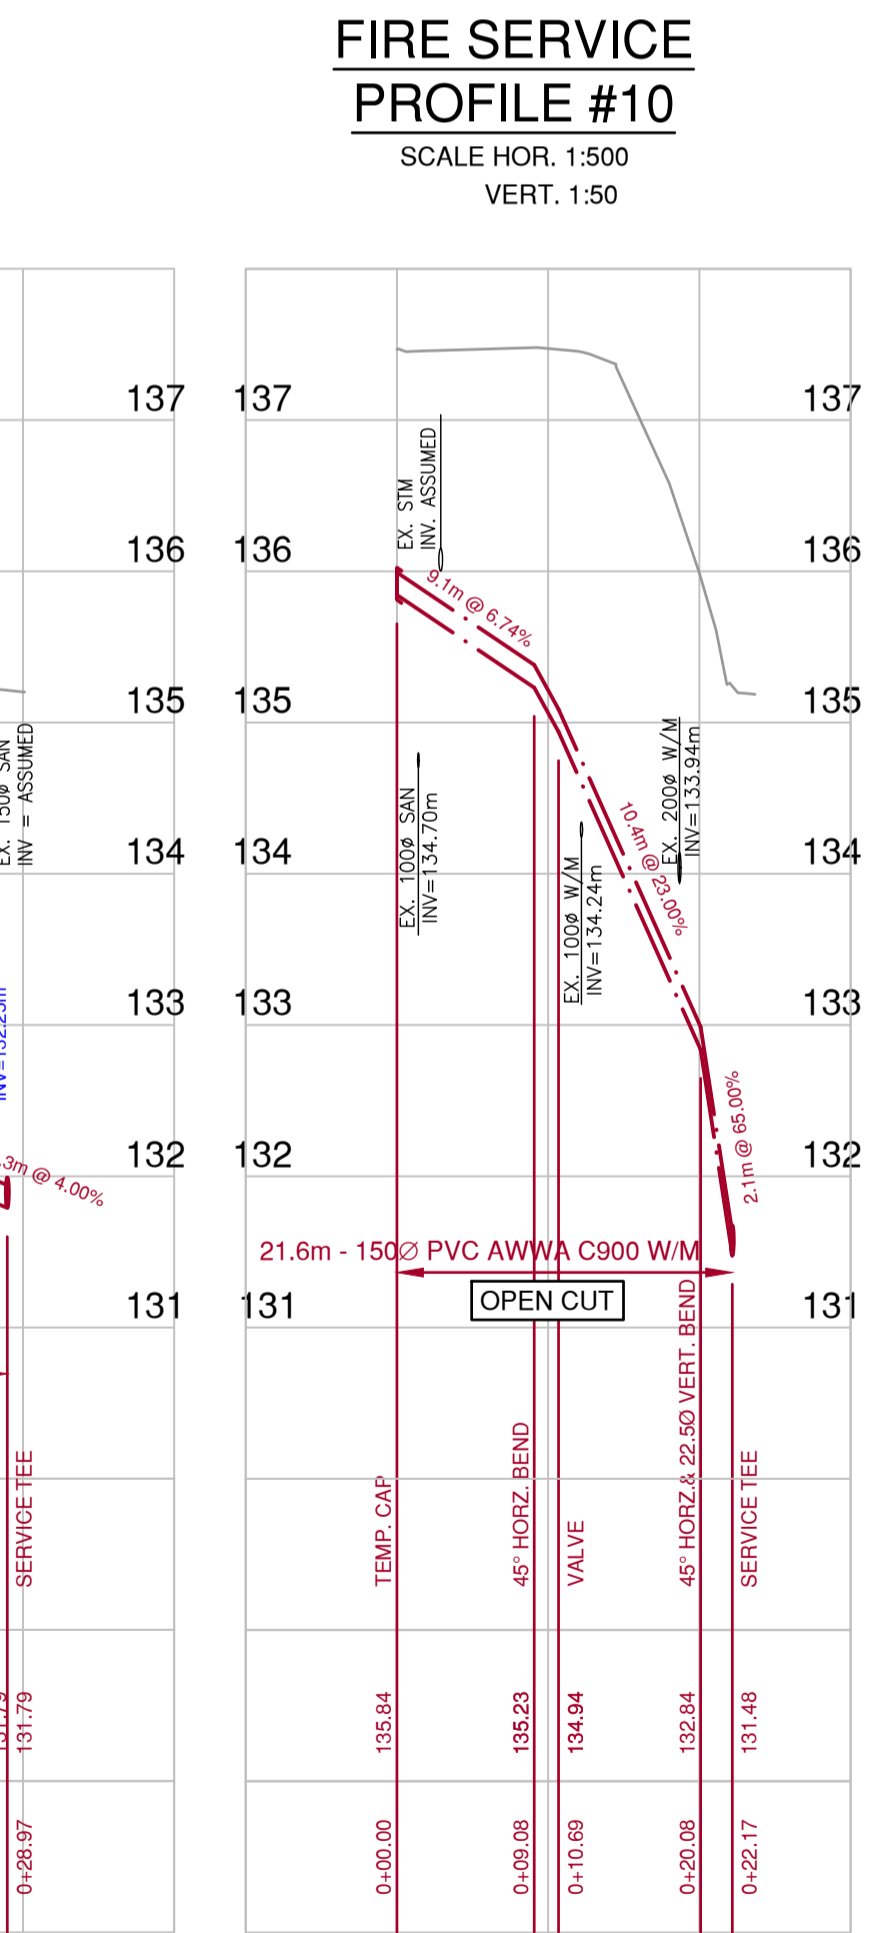 FIRE SERVICE
PROFILE #10
SCALE HOR. 1:500
VERT. 1:50
137
137
137
136
136
136
135
135
135
134
134
134
133
133
133
132
132
132
131
131
131
EX. 150ø SAN
INV = ASSUMED
.3m @ 4.00%
SERVICE TEE
131.79
131.79
0+28.97
EX. STM
INV. ASSUMED
9.1m @ 6.74%
EX. 100ø SAN
INV=134.70m
EX. 100ø W/M
INV=134.24m
10.4m @ 23.00%
EX. 200ø W/M
INV=133.94m
2.1m @ 65.00%
21.6m - 150Ø PVC AWWA C900 W/M
OPEN CUT
TEMP. CAP
45° HORZ. BEND
VALVE
45° HORZ.& 22.5Ø VERT. BEND
SERVICE TEE
135.84
135.23
134.94
132.84
131.48
0+00.00
0+09.08
0+10.69
0+20.08
0+22.17